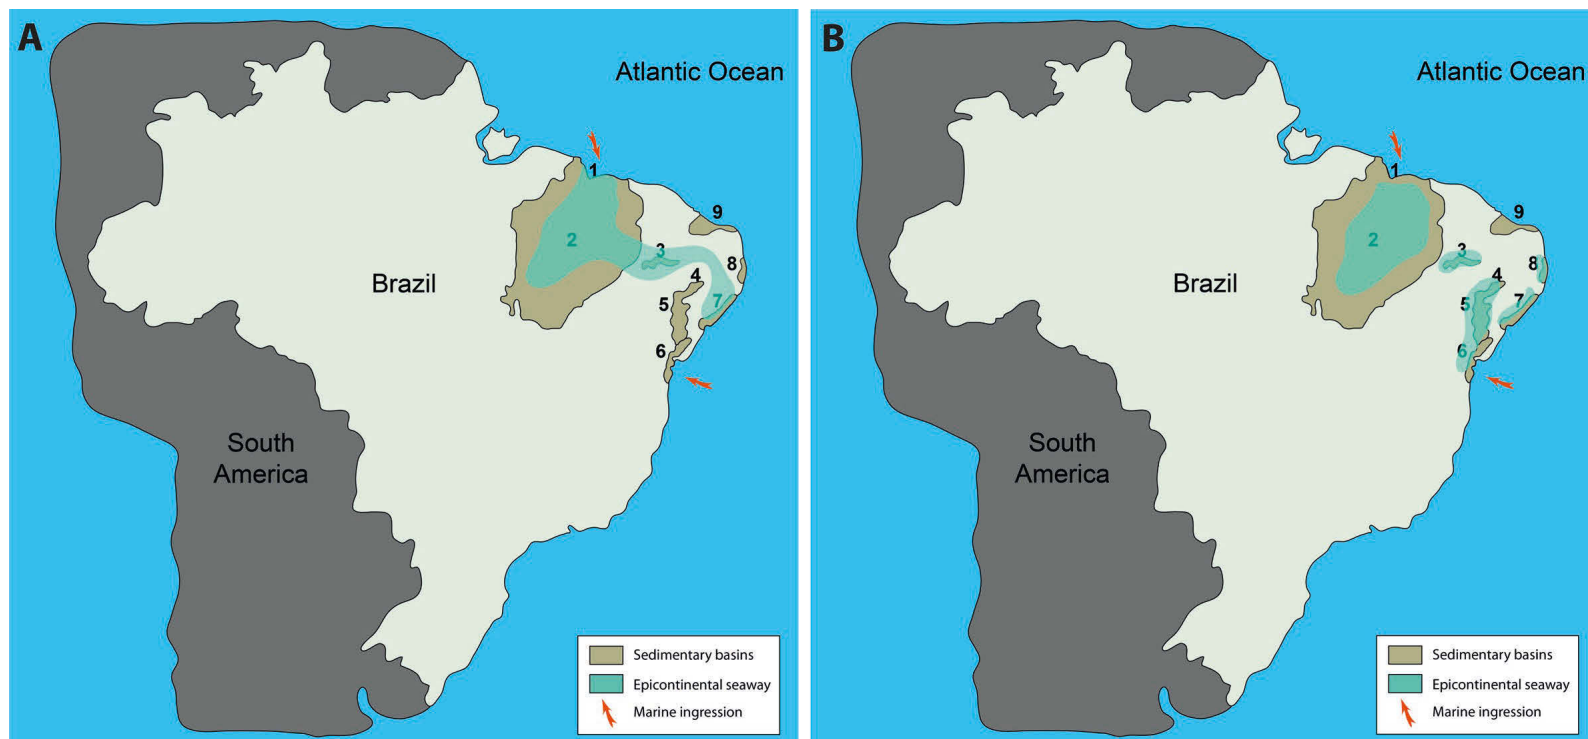 A
Atlantic Ocean
1
9
2
3
8
4
Brazil
5
7
6
South
America
Sedimentary basins
Epicontinental seaway
Marine ingression
B
Atlantic Ocean
1
9
2
3
8
4
Brazil
5
7
6
South
America
Sedimentary basins
Epicontinental seaway
Marine ingression